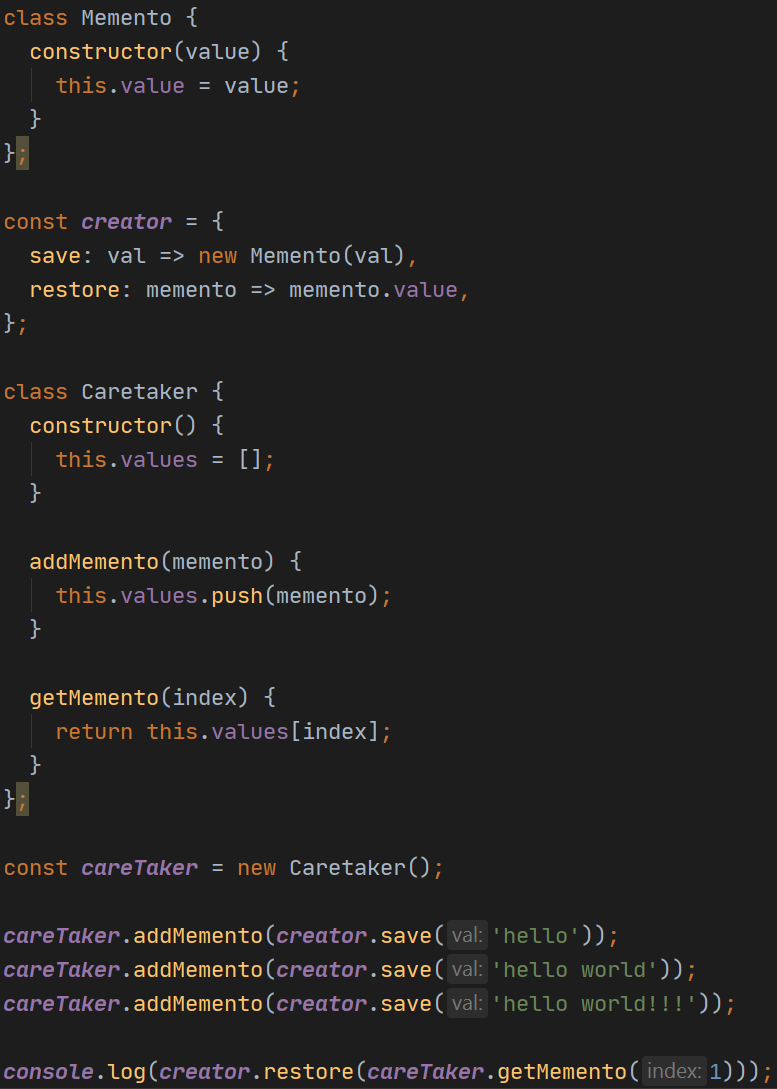 class Memento {
  constructor(value) {
    this.value = value;
  }
};

const creator = {
  save: val => new Memento(val),
  restore: memento => memento.value,
};

class Caretaker {
  constructor() {
    this.values = [];
  }

  addMemento(memento) {
    this.values.push(memento);
  }

  getMemento(index) {
    return this.values[index];
  }
};

const careTaker = new Caretaker();

careTaker.addMemento(creator.save( val: 'hello'));
careTaker.addMemento(creator.save( val: 'hello world'));
careTaker.addMemento(creator.save( val: 'hello world!!!'));

console.log(creator.restore(careTaker.getMemento( index: 1)));